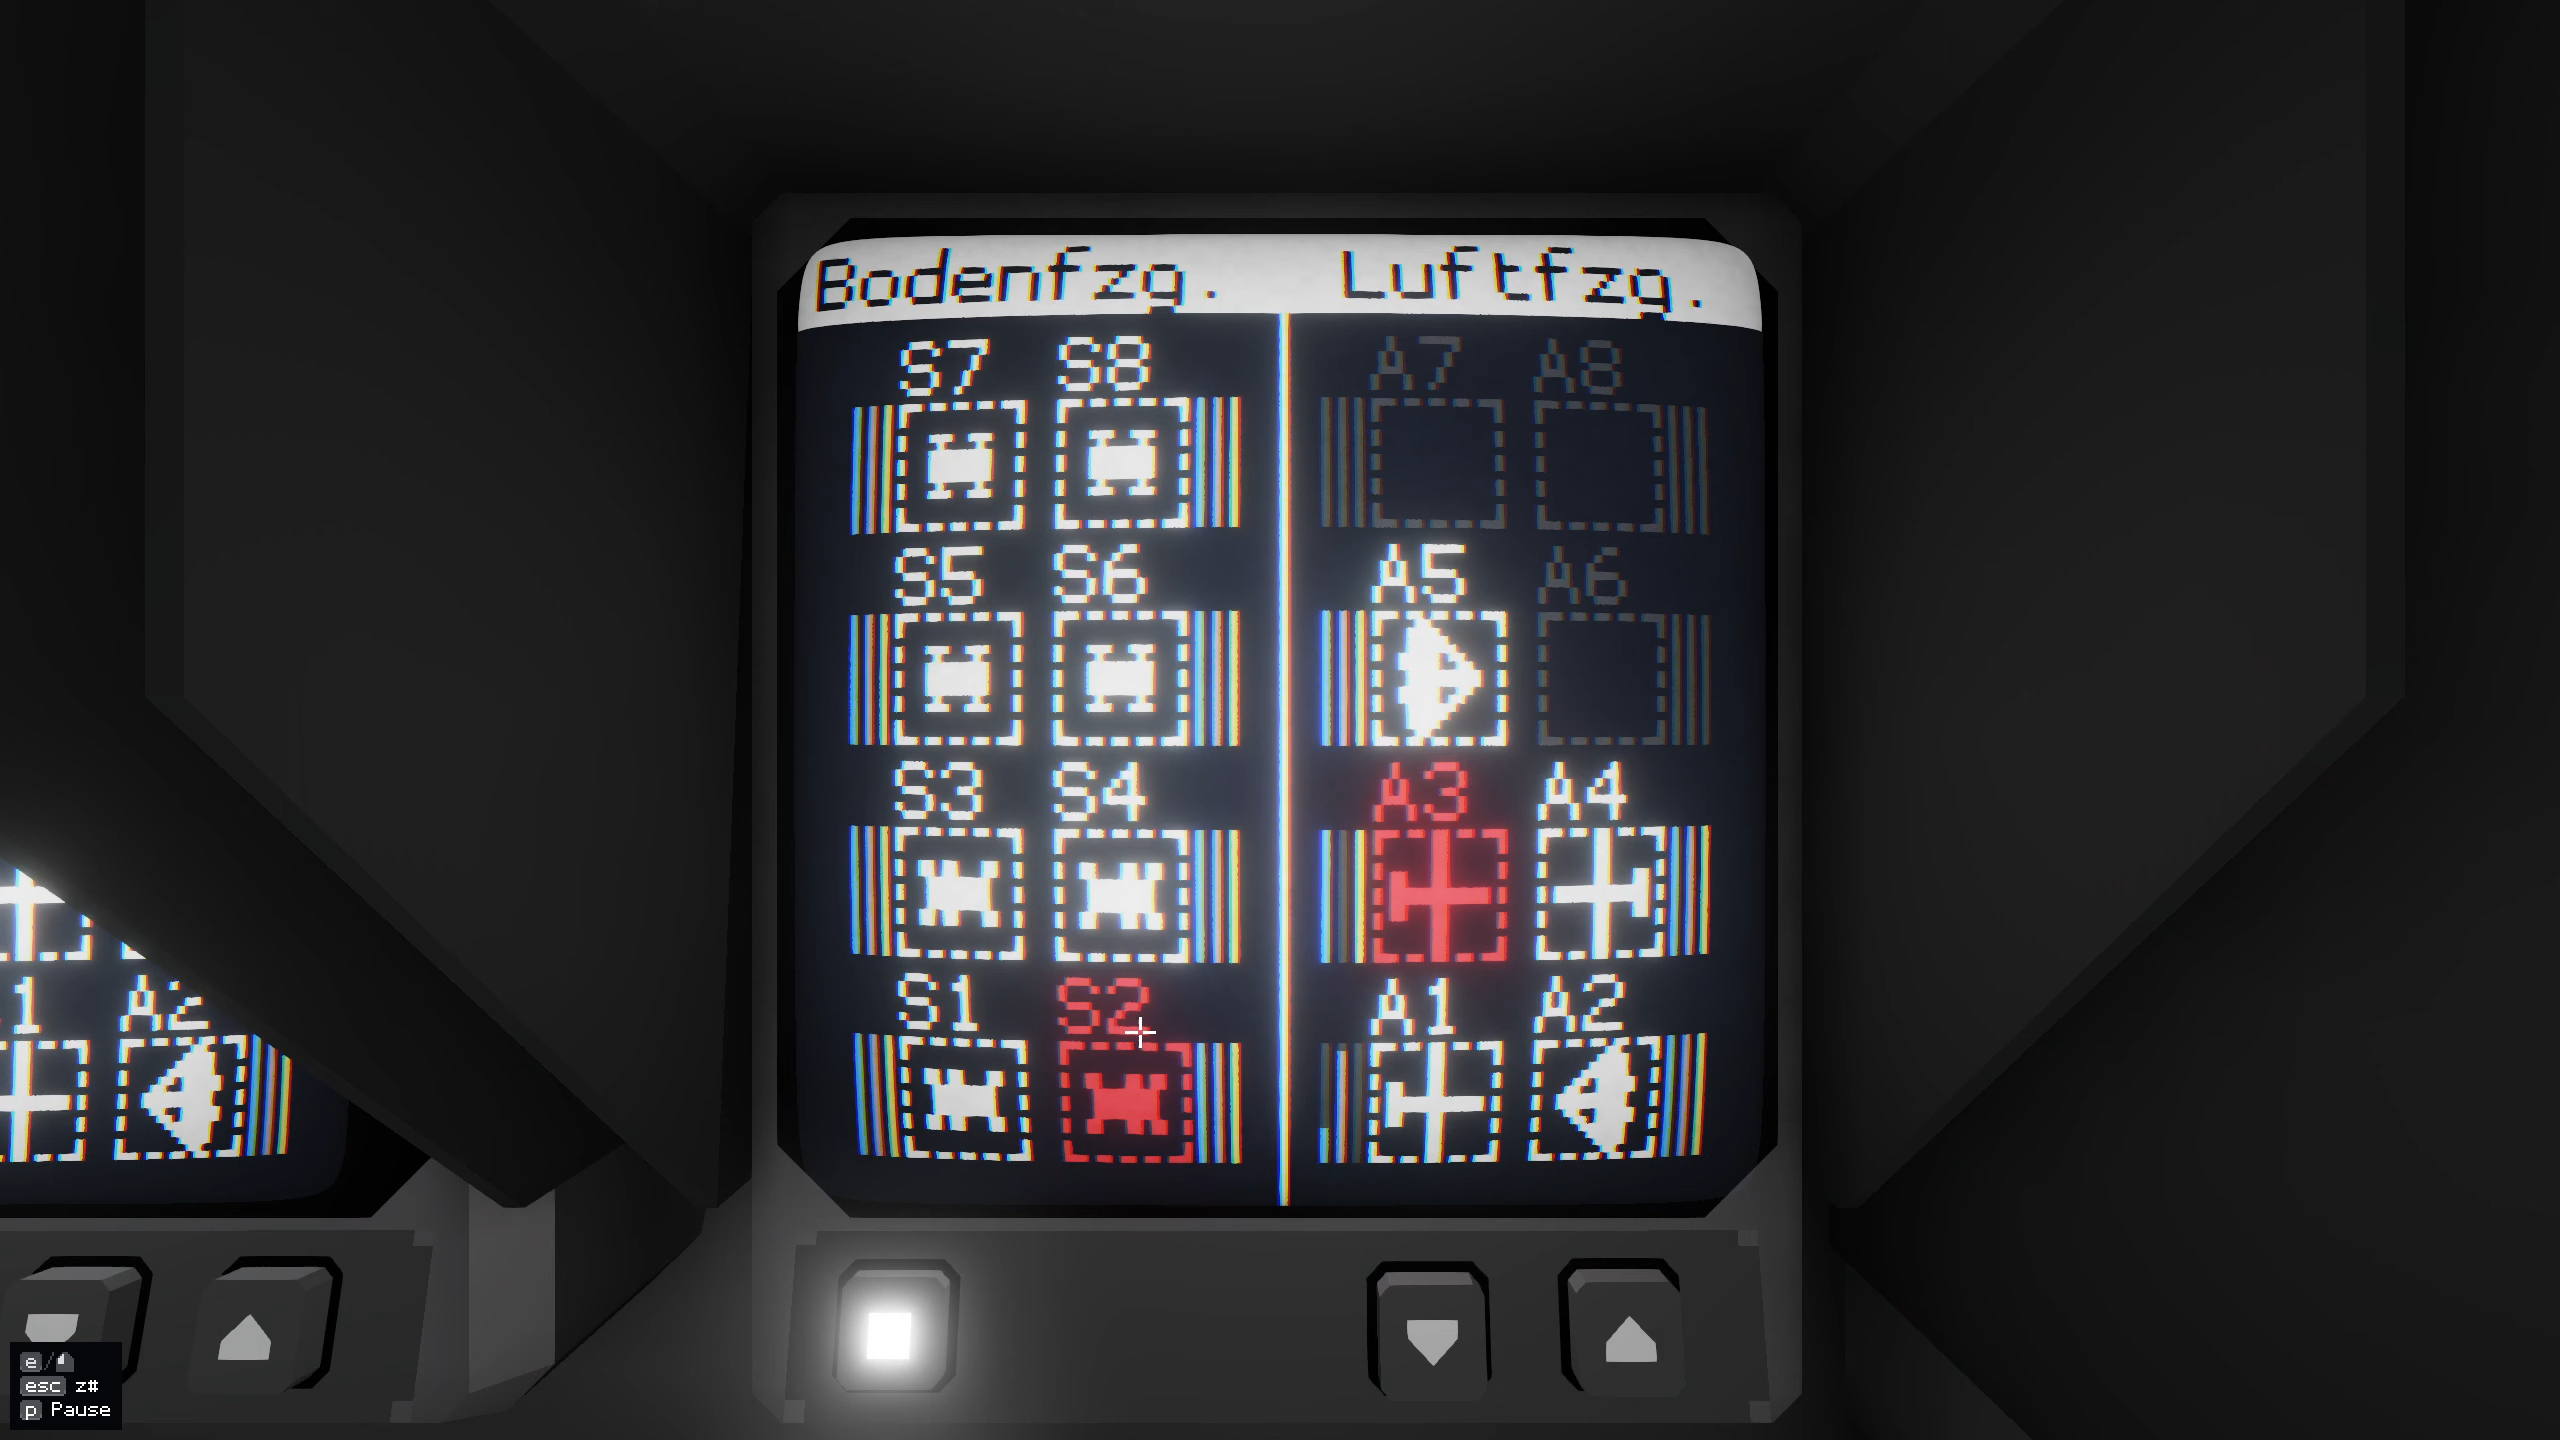 Bodenfzg. Luftfzg.
S7 S8 A7 A8
S5 S6 A5 A6
S3 S4 A3 A4
S1 S2 A1 A2
1 A2
e/
esc z#
p Pause